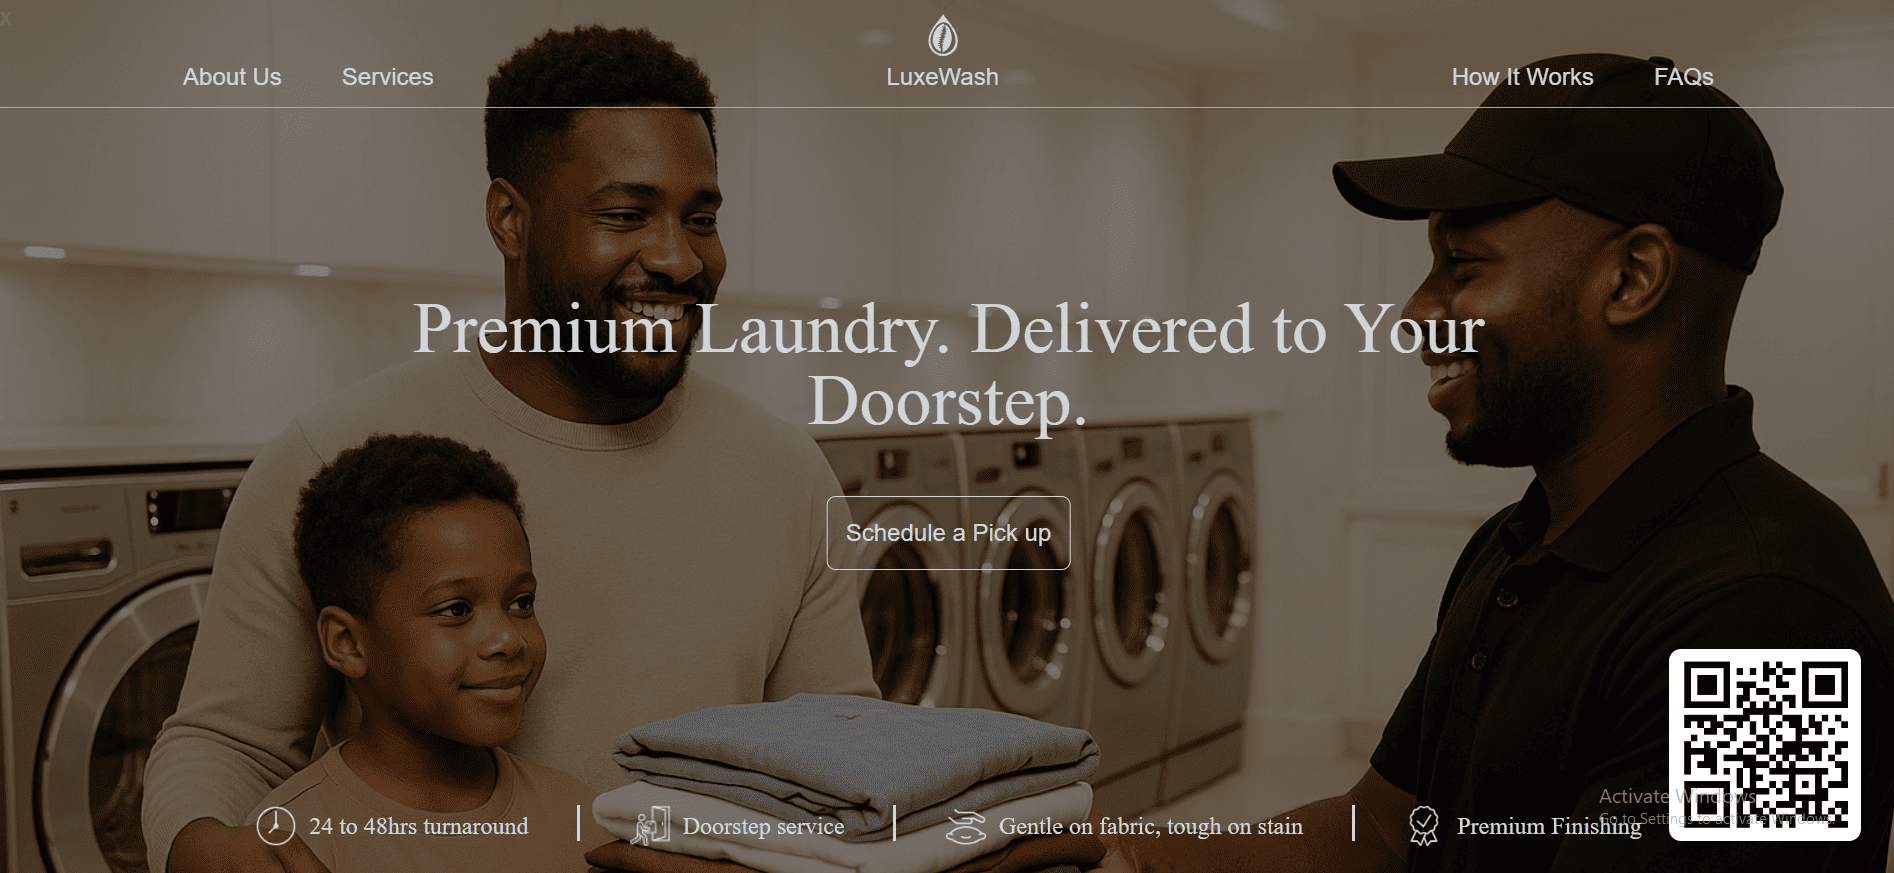 X
About Us
Services
LuxeWash
How It Works
FAQs
Premium Laundry. Delivered to Your
Doorstep.
Schedule a Pick up
24 to 48hrs turnaround
Doorstep service
Gentle on fabric, tough on stain
Premium Finishing
Activate Windows
Go to Settings to activate Windows.